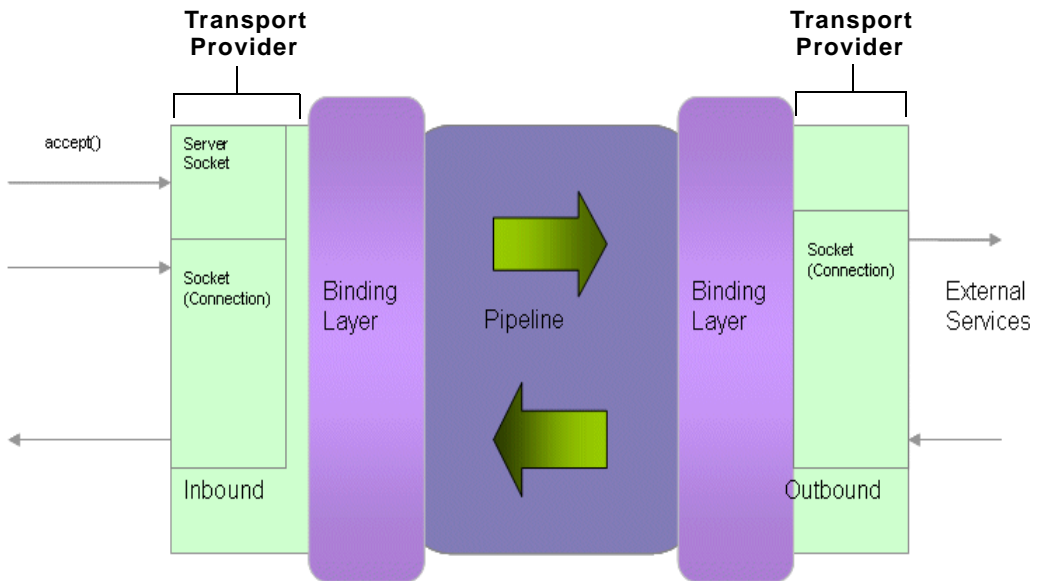 Transport
Provider
Transport
Provider
accept()
Server
Socket
Socket
(Connection)
Inbound
Binding
Layer
Pipeline
Binding
Layer
Socket
(Connection)
Outbound
External
Services